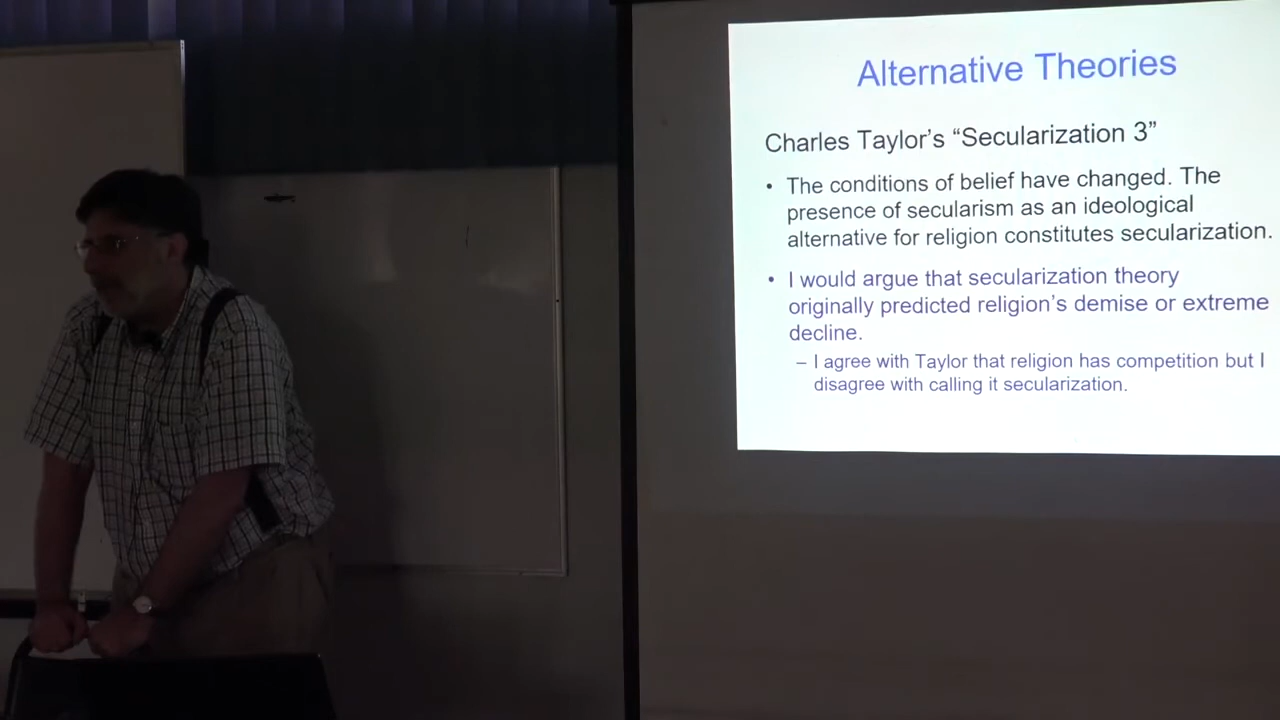 Alternative Theories
Charles Taylor’s “Secularization 3”
• The conditions of belief have changed. The
presence of secularism as an ideological
alternative for religion constitutes secularization.
• I would argue that secularization theory
originally predicted religion’s demise or extreme
decline.
– I agree with Taylor that religion has competition but I
disagree with calling it secularization.